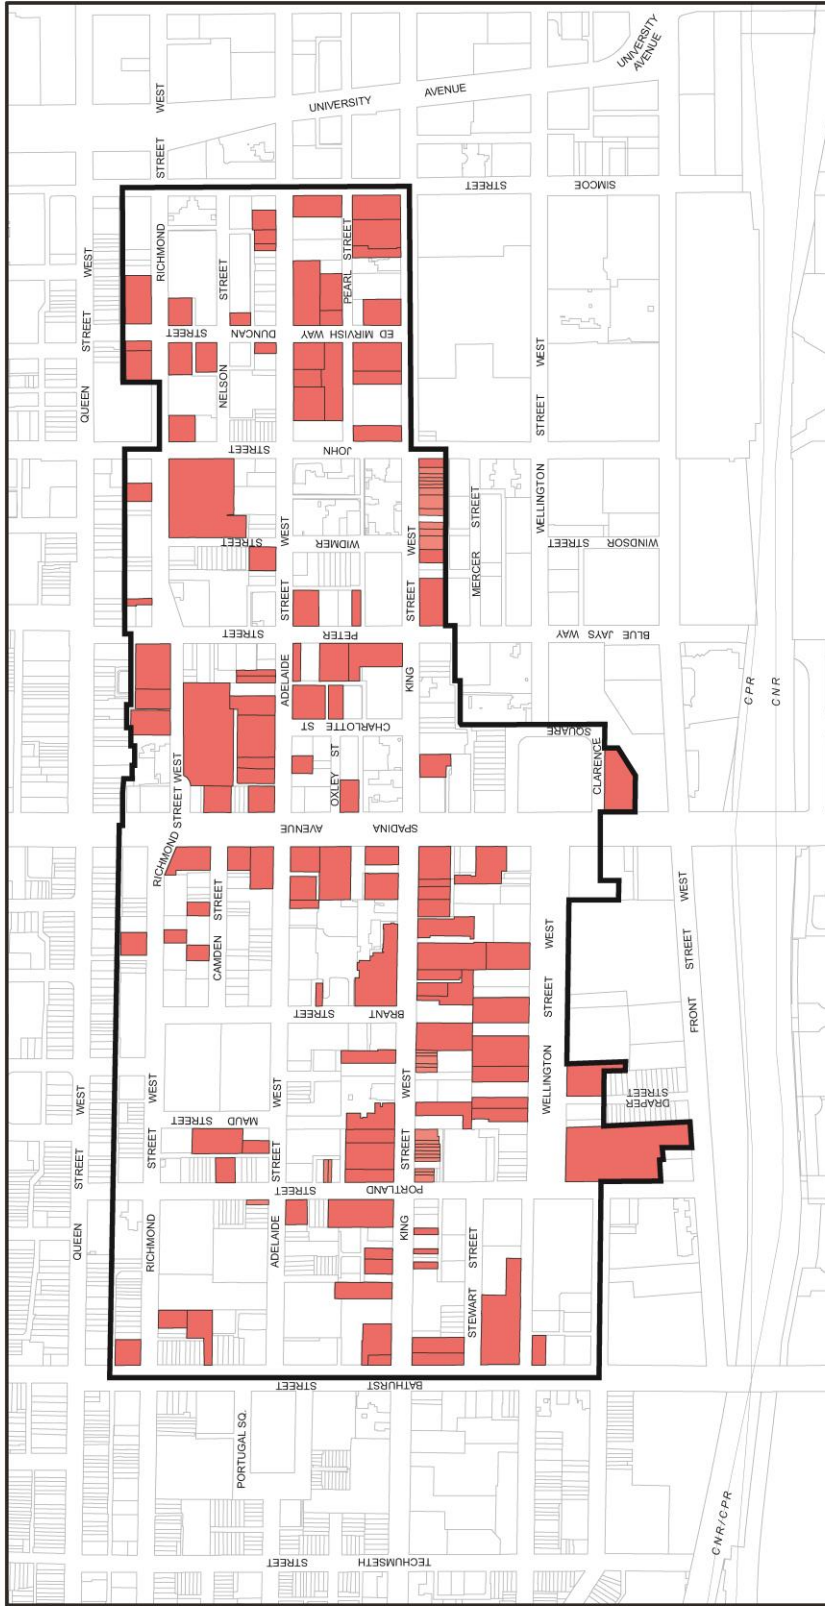 UNIVERSITY AVENUE
UNIVERSITY AVENUE
SIMCOE STREET
QUEEN STREET WEST
RICHMOND STREET WEST
NELSON STREET
PEARL STREET
DUNCAN STREET
ED MIRVISH WAY
JOHN STREET
WIDMER STREET
ADELAIDE STREET WEST
KING STREET WEST
MERCER STREET
WELLINGTON STREET WEST
WINDSOR STREET
PETER STREET
BLUE JAYS WAY
CHARLOTTE ST
OXLEY ST
CLARENCE SQUARE
CPR
CNR
RICHMOND STREET WEST
SPADINA AVENUE
CAMDEN STREET
BRANT STREET
FRONT STREET WEST
WELLINGTON STREET WEST
DRAPER STREET
MAUD STREET
PORTLAND STREET
QUEEN STREET WEST
RICHMOND STREET WEST
ADELAIDE STREET WEST
KING STREET WEST
STEWART STREET
BATHURST STREET
PORTUGAL SQ.
TECHUMSETH STREET
CNR/CPR